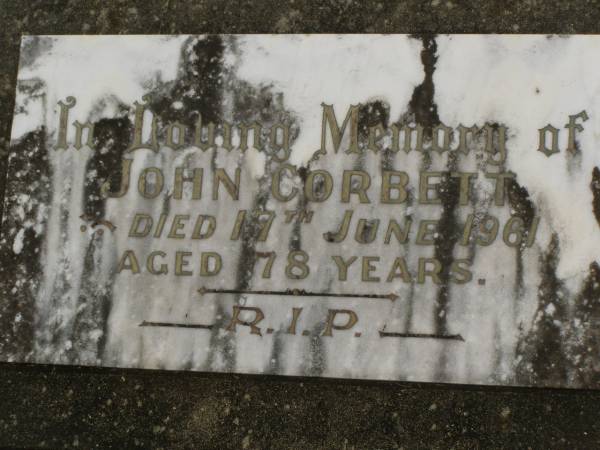 In Loving Memory of
JOHN CORBETT
DIED 17TH JUNE 1961
AGED 78 YEARS.
R.I.P.